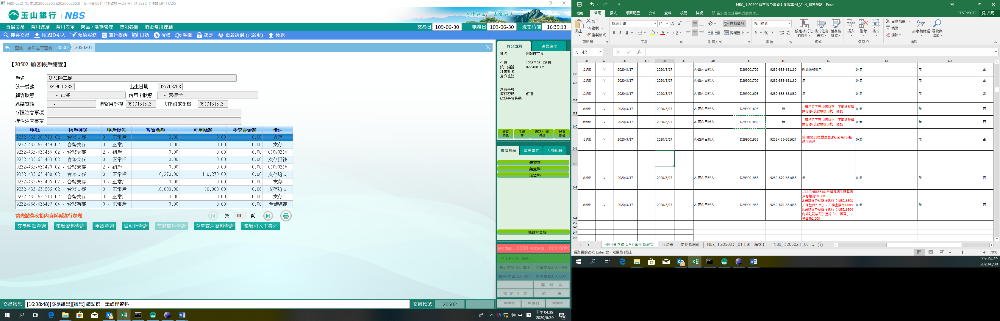 NBS-uat2 (版本:2020062902.b2020062902) 使用者:00144(測試櫃一戊) 分行別:9232 工作站:L9711A05
玉山銀行 | NBS
心清如玉, 義重如山
自選交易 常用連結 常用表單 商品 / 活動管理 智能客服 消金常用連結
交易日 109-06-30 帳務日 109-06-30 現在時間 16:39:13
搜尋交易 帳號ID引入 預約服務 蒞行提醒 日誌 授權 廣播 鎖定 重啟週邊 (已啟動) 簽退
查詢 存戶往來查詢 20502 2050201
【20502 顧客帳戶總覽】
戶名 測試陳二昆
統一編號 D299001882 出生日期 057/08/08
顧客狀態 - 正常 信用卡狀態 - 未持卡
連絡電話 - 聯繫用手機 0913131313 OTP約定手機 0913131313
存匯注意事項
授信注意事項
帳號 帳戶種類 帳戶狀態 實質餘額 可用餘額 今交票金額 備註
9232-435-001710 02 - 台幣支存 0 - 正常戶 0.00 0.00 0.00 支存
9232-435-631449 02 - 台幣支存 0 - 正常戶 0.00 0.00 0.00 支存
9232-435-631456 02 - 台幣支存 2 - 銷戶 0.00 0.00 0.00 01090316
9232-435-631463 02 - 台幣支存 0 - 正常戶 0.00 0.00 0.00 支存拒往
9232-435-631470 02 - 台幣支存 2 - 銷戶 0.00 0.00 0.00 01090316
9232-435-631488 02 - 台幣支存 0 - 正常戶 -110,270.00 -110,270.00 0.00 支存透支
9232-435-631495 02 - 台幣支存 0 - 正常戶 0.00 0.00 0.00 支存
9232-435-631506 02 - 台幣支存 0 - 正常戶 10,000.00 10,000.00 0.00 支存透支
9232-435-631513 02 - 台幣支存 0 - 正常戶 0.00 0.00 0.00 支存
9232-968-638407 04 - 台幣活存 0 - 正常戶 0.00 0.00 0.00 活儲綜存
請先點選表格內資料再進行處理
第 0001 頁
交易明細查詢 帳號資料查詢 事故查詢 自動化查詢 放款歸戶查詢 存單歸戶資料查詢 帳號引入工具列
身分識別 產品往來
姓名 測試陳二昆
生日 1968年08月08日
統一編號 D299001882
理專姓名
身分註記
注意事項
簡訊密碼 使用中
近期事故異動
顧客資訊 手續費 通路/共同行銷 顧客影像
推薦商品 重要事件 互動記錄
無資料
無資料
無資料
一般轉介登錄
服務號碼: 0000 等候時間: 00分00秒
VIP:0人 00分
個人交易:0人 00分 企業交易:0人 00分
開戶/申請:0人 00分 外匯業務:0人 00分
再呼叫
預約叫號 結束
無資料 無資料 無資料
交易訊息 [16:38:48][交易訊息][訊息] 請點選一筆處理資料 交易代號 20502
中
下午 04:39
2020/6/30
4
NBS_【20502顧客帳戶總覽】測試案例_V1.4_測資盤點 - Excel
檔案 常用 插入 版面配置 公式 資料 校閱 檢視 告訴我您想要執行的動作... TEST19072 共用
貼上 剪下 複製 複製格式 新細明體 12 自動換列 跨欄置中 通用格式
設定格式化的條件 格式化為表格 儲存格樣式 插入 刪除 格式 自動加總 填滿 清除 排序與篩選 尋找與選取
剪貼簿 字型 對齊方式 數值 樣式 儲存格 編輯
AI142 fx
AE AF AG AH AI AJ AK AL AQ AS AT AU
136 V 2020/3/17 2020/3/17 A-國內自然人 D299001702 9232-588-631130 將此帳號銷戶 0-無 無 否
137 V 2020/3/17 2020/3/17 A-國內自然人 D299001702 9232-588-631130 無 0-無 無 否
138 V 2020/3/17 2020/3/17 A-國內自然人 D299001695 9232-588-631080 無 0-無 無 否
139 V 2020/3/17 2020/3/17 A-國內自然人 D299001695 無 1.歸戶名下有10個以下,不同帳號種類的存/放款帳號的統一編號 0-無 無 否
140 V 2020/3/17 2020/3/17 A-國內自然人 D299001882 無 1.歸戶名下有10個以上,不同帳號種類的存/放款帳號的統一編號 0-無 無 否
141 V 2020/3/17 2020/3/17 A-國內自然人 D299001953 9232-435-631627 於NBS12301變更顧客狀態為75-拒絕往來戶 0-無 無 否
142
143 V 2020/3/17 2020/3/17 A-國內自然人 D299001953 9232-879-631638 無 0-無 無 否
144 V 2020/3/17 2020/3/17 A-國內自然人 D299001953 9232-879-631638 1.以【NBS38101外幣轉帳】調整帳戶餘額為10,000
2.調整帳戶餘額後執行【NBS16303扣押暨合作業】,扣押金額為1,000
3.調整帳戶餘額後執行【NBS16304內部註記事故】登錄「13-圈存」,金額為1,000 0-無 無 否
145
146
147
148
使用者測試(UAT)案例&報告 互助表 本交易統計 NBS_【20502】_01【統一編號】 NBS_【20502】_02 ...
選取目的後按 Enter 鍵,或選取 [貼上] 70%
下午 04:39
2020/6/30